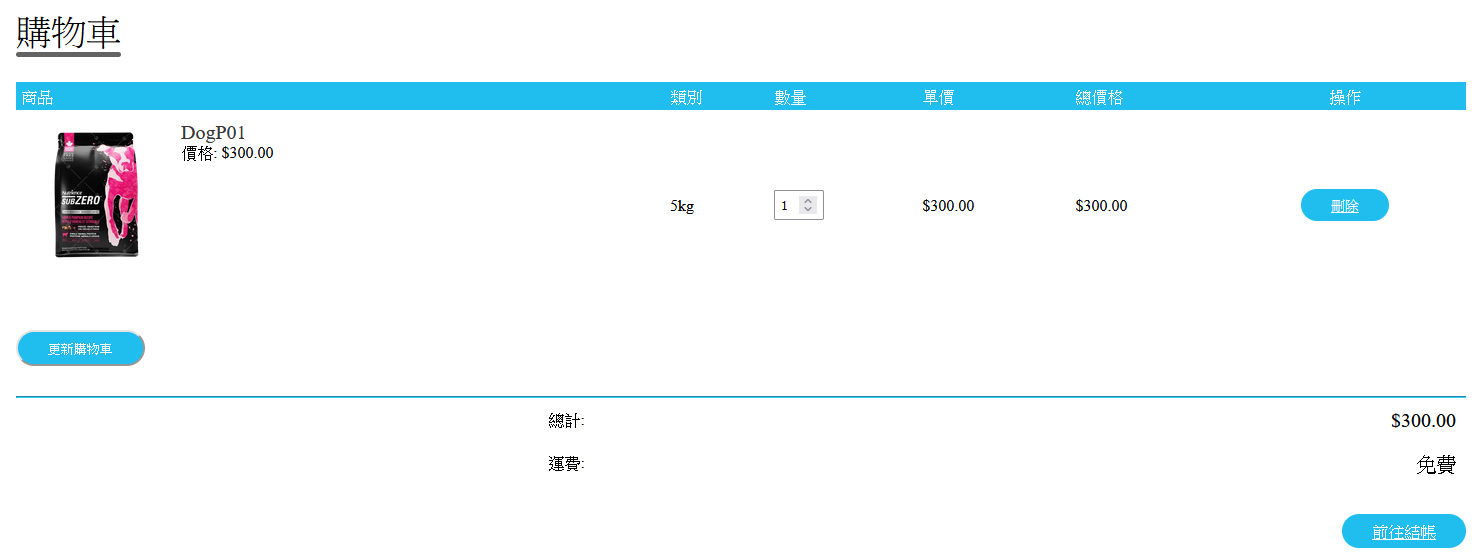 購物車
商品 類別 數量 單價 總價格 操作
DogP01
價格: $300.00
Nutrience
SUBZERO
5kg 1 $300.00 $300.00 刪除
更新購物車
總計: $300.00
運費: 免費
前往結帳